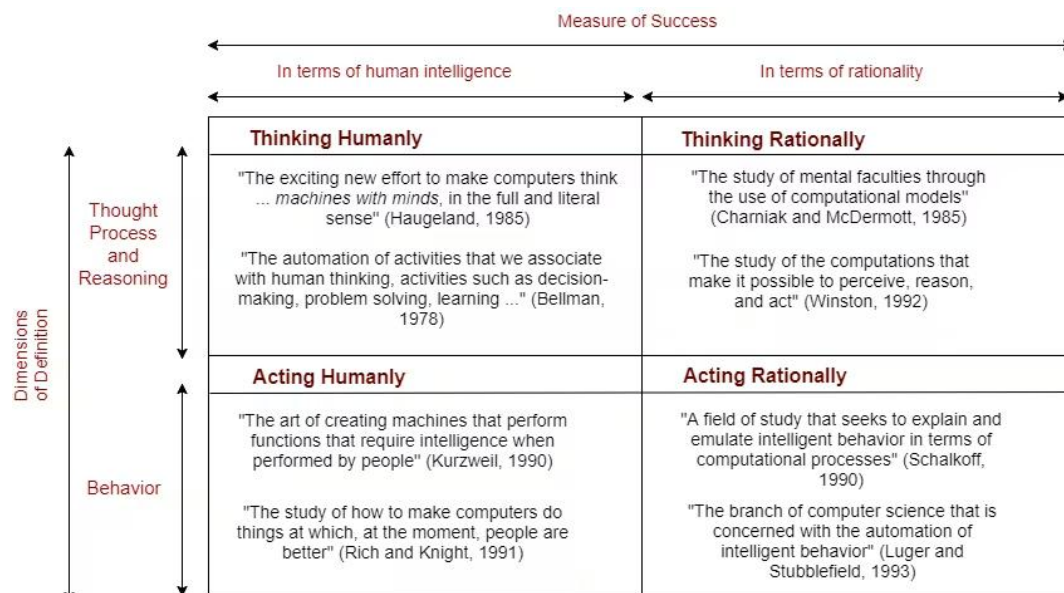 Measure of Success
In terms of human intelligence
In terms of rationality
Dimensions
of Definition
Thought
Process
and
Reasoning
Thinking Humanly
"The exciting new effort to make computers think
... machines with minds, in the full and literal
sense" (Haugeland, 1985)
"The automation of activities that we associate
with human thinking, activities such as decision-
making, problem solving, learning ..." (Bellman,
1978)
Thinking Rationally
"The study of mental faculties through
the use of computational models"
(Charniak and McDermott, 1985)
"The study of the computations that
make it possible to perceive, reason,
and act" (Winston, 1992)
Behavior
Acting Humanly
"The art of creating machines that perform
functions that require intelligence when
performed by people" (Kurzweil, 1990)
"The study of how to make computers do
things at which, at the moment, people are
better" (Rich and Knight, 1991)
Acting Rationally
"A field of study that seeks to explain and
emulate intelligent behavior in terms of
computational processes" (Schalkoff,
1990)
"The branch of computer science that is
concerned with the automation of
intelligent behavior" (Luger and
Stubblefield, 1993)